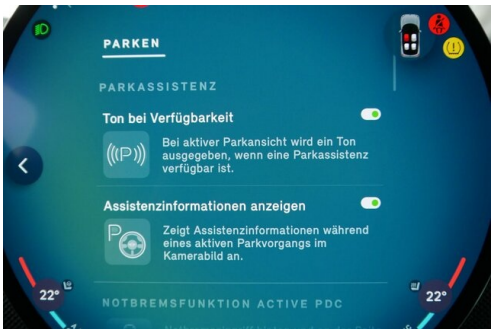 PARKEN
PARKASSISTENZ
Ton bei Verfügbarkeit
Bei aktiver Parkansicht wird ein Ton
ausgegeben, wenn eine Parkassistenz
verfügbar ist.
Assistenzinformationen anzeigen
Zeigt Assistenzinformationen während
eines aktiven Parkvorgangs im
Kamerabild an.
22°
22°
NOTBREMSFUNKTION ACTIVE PDC